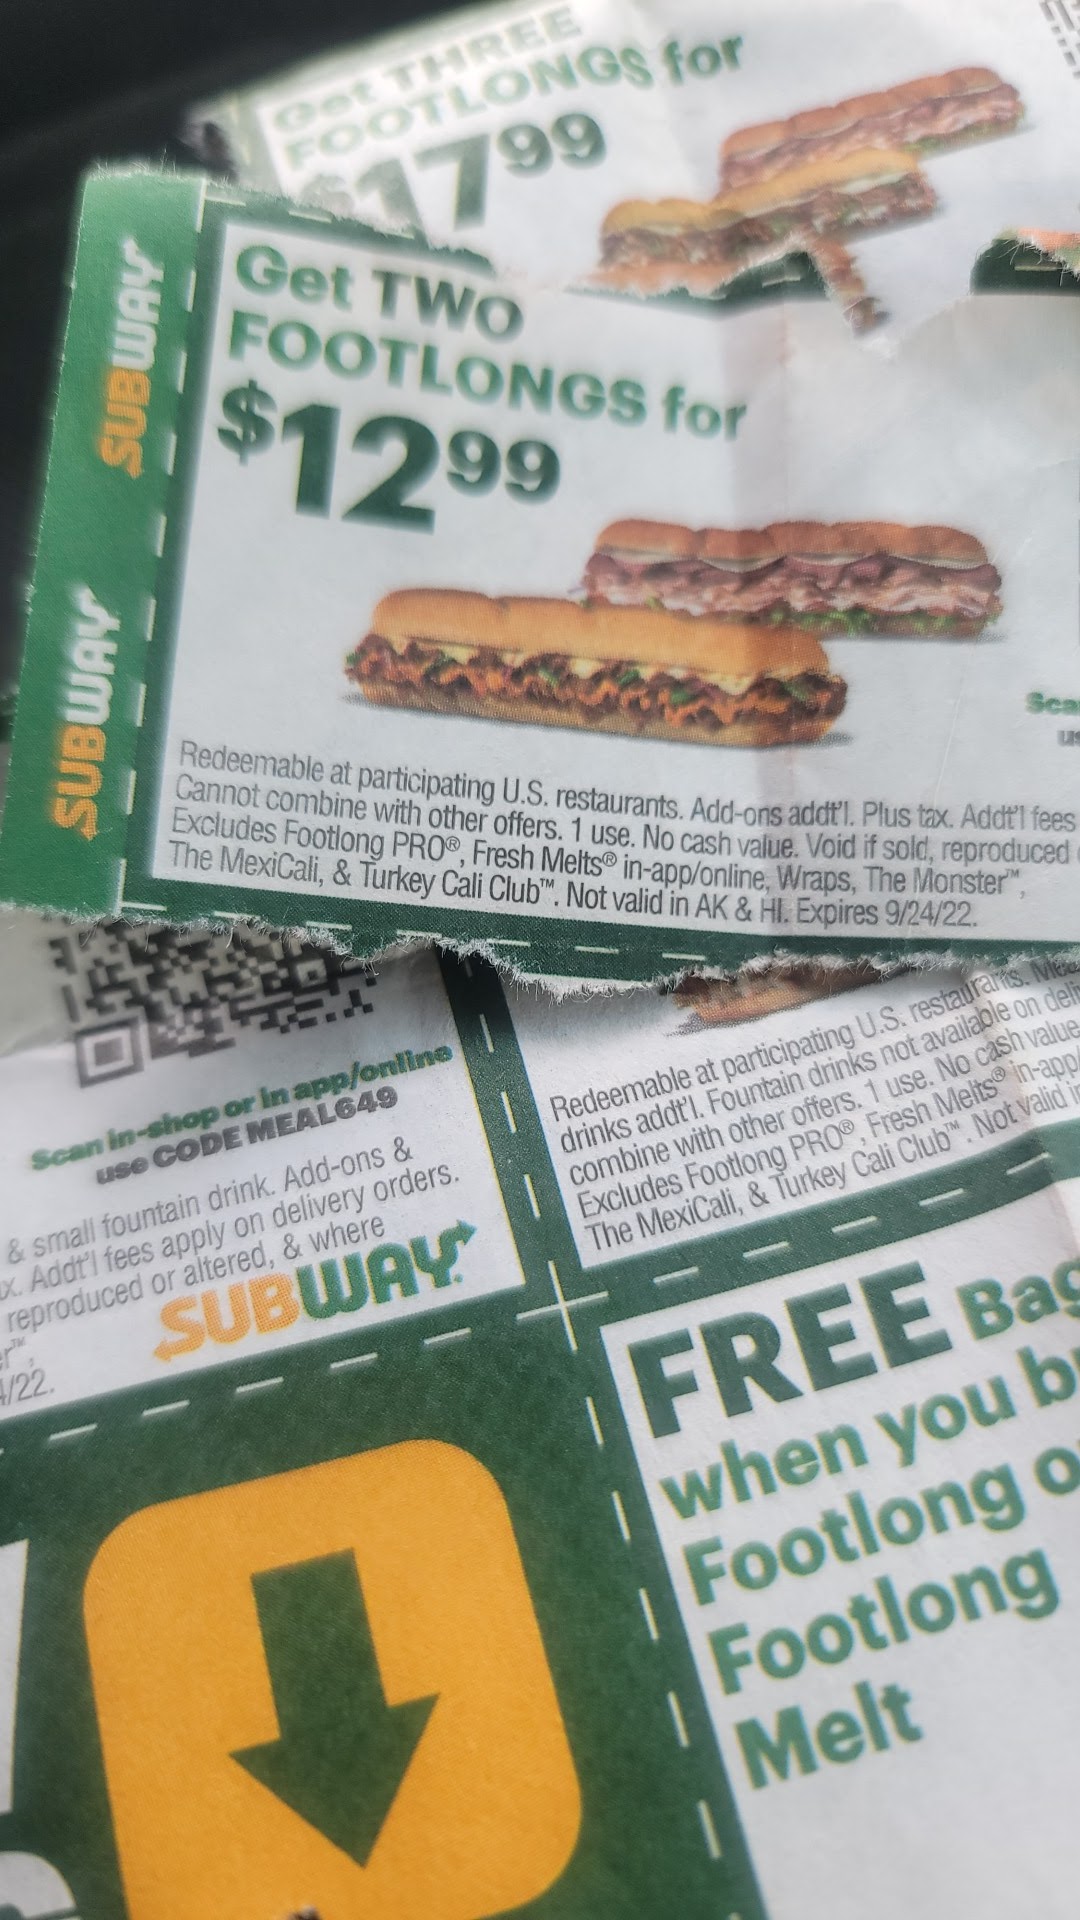 Get THREE
FOOTLONGS for
$17 99
SUBWAY
SUBWAY
Get TWO
FOOTLONGS for
$12 99
Redeemable at participating U.S. restaurants. Add-ons addt'l. Plus tax. Addt'l fees
Cannot combine with other offers. 1 use. No cash value. Void if sold, reproduced
Excludes Footlong PRO®, Fresh Melts® in-app/online, Wraps, The Monster™,
The MexiCali, & Turkey Cali Club™. Not valid in AK & HI. Expires 9/24/22.
Scan in-shop or in app/online
use CODE MEAL649
& small fountain drink. Add-ons &
x. Addt'l fees apply on delivery orders.
reproduced or altered, & where
/22.
SUBWAY
Redeemable at participating U.S. restaurants.
drinks addt'l. Fountain drinks not available on
combine with other offers. 1 use. No cash value
Excludes Footlong PRO®, Fresh Melts® in-app/
The MexiCali, & Turkey Cali Club™. Not valid
FREE Bag
when you
Footlong
Footlong
Melt